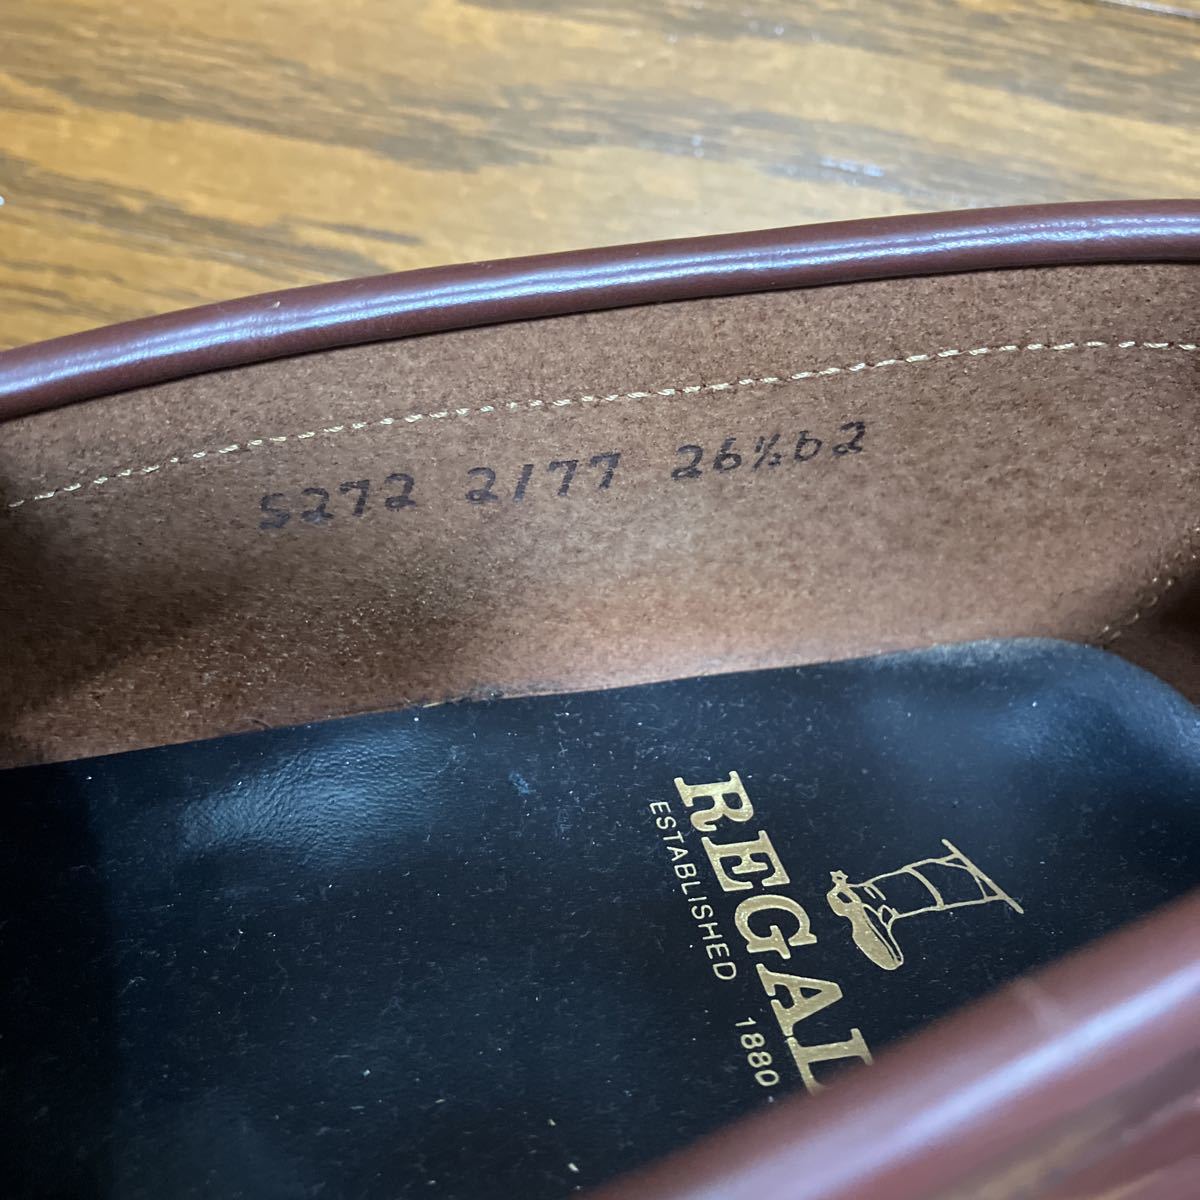 S272 2177 26½b2
REGAL
ESTABLISHED 1880